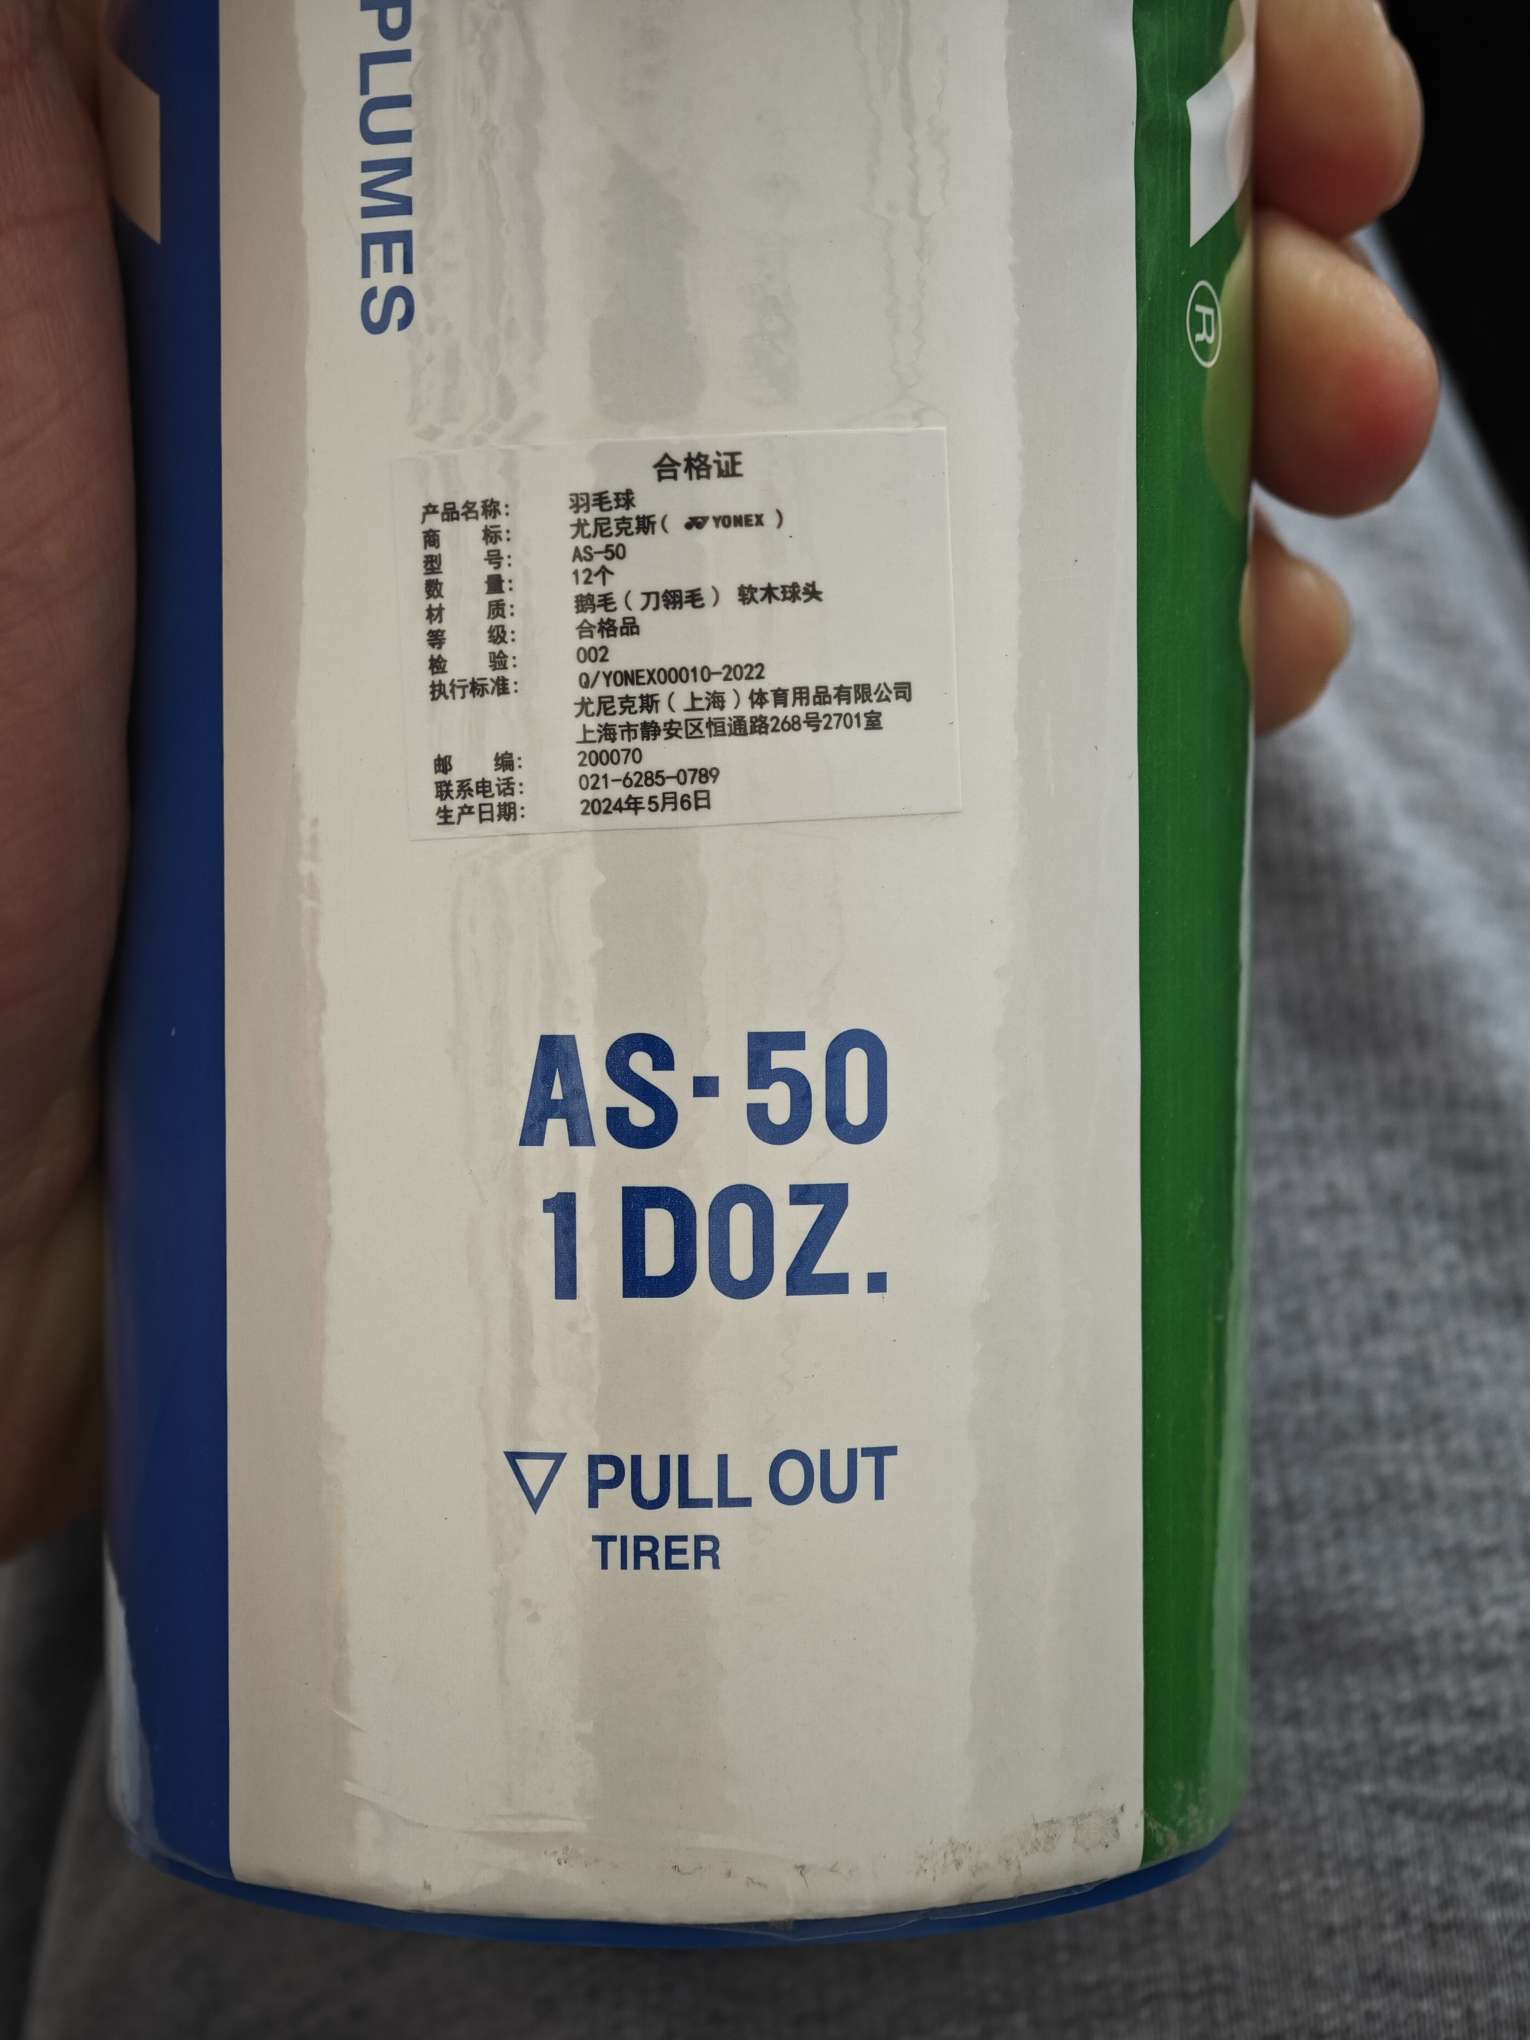 PLUMES
®
合格证
产品名称： 羽毛球
商 标： 尤尼克斯（ YONEX ）
型 号： AS-50
数 量： 12个
材 质： 鹅毛（刀翎毛） 软木球头
等 级： 合格品
检 验： 002
执行标准： Q/YONEX00010-2022
尤尼克斯（上海）体育用品有限公司
上海市静安区恒通路268号2701室
邮 编： 200070
联系电话： 021-6285-0789
生产日期： 2024年5月6日
AS-50
1 DOZ.
▽ PULL OUT
TIRER